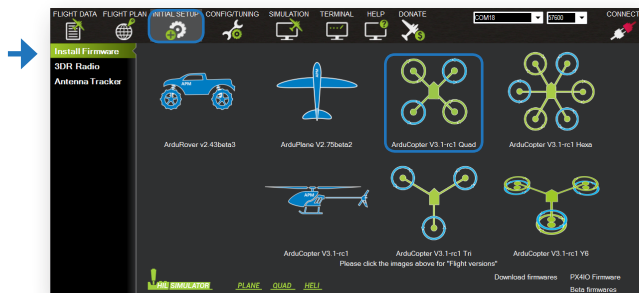 FLIGHT DATA FLIGHT PLAN INITIAL SETUP CONFIG/TUNING SIMULATION TERMINAL HELP DONATE COM18 57600 CONNECT
Install Firmware
3DR Radio
Antenna Tracker
APM
ArduRover v2.43beta3 ArduPlane V2.75beta2 ArduCopter V3.1-rc1 Quad ArduCopter V3.1-rc1 Hexa
APM
ArduCopter V3.1-rc1 ArduCopter V3.1-rc1 Tri ArduCopter V3.1-rc1 Y6
Please click the images above for "Flight versions"
Download firmwares PX4IO Firmware
HIL SIMULATOR PLANE QUAD HELI
Beta firmwares